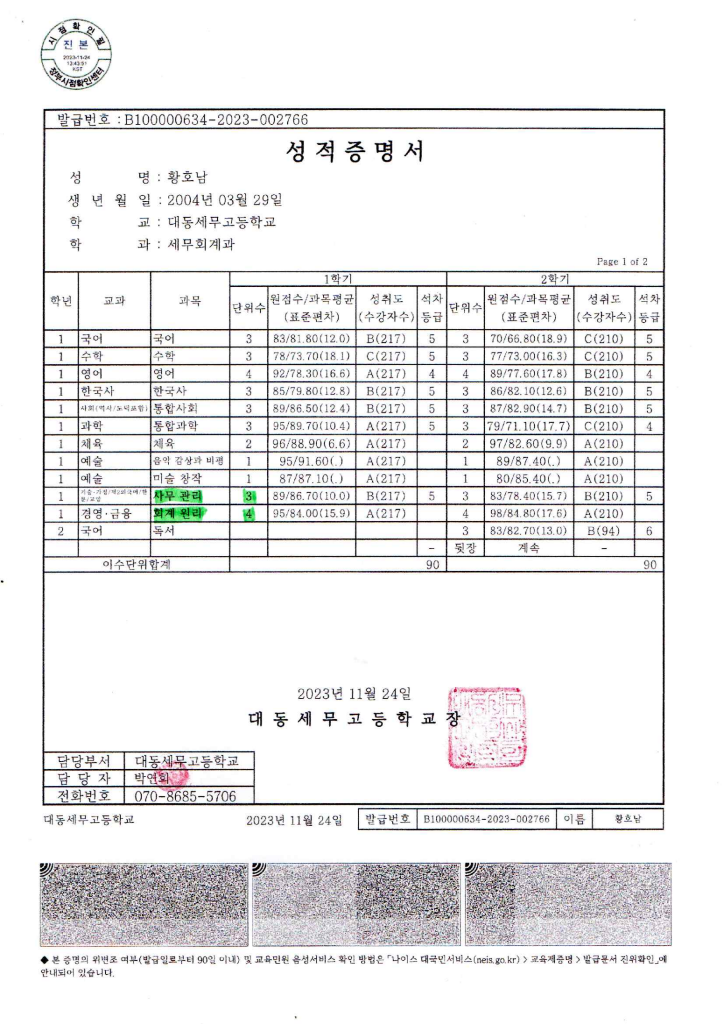 시점확인필
진본
2023-11-24
KST
정부시점확인센터
발급번호 : B100000634-2023-002766
성적증명서
성 명 : 황호남
생 년 월 일 : 2004년 03월 29일
학 교 : 대동세무고등학교
학 과 : 세무회계과
Page 1 of 2
1학기 2학기
학년 교과 과목 단위수 원점수/과목평균 (표준편차) 성취도 (수강자수) 석차 등급 단위수 원점수/과목평균 (표준편차) 성취도 (수강자수) 석차 등급
1 국어 국어 3 83/81.80(12.0) B(217) 5 3 70/66.80(18.9) C(210) 5
1 수학 수학 3 78/73.70(18.1) C(217) 5 3 77/73.00(16.3) C(210) 5
1 영어 영어 4 92/78.30(16.6) A(217) 4 4 89/77.60(17.8) B(210) 4
1 한국사 한국사 3 85/79.80(12.8) B(217) 5 3 86/82.10(12.6) B(210) 5
1 사회(역사/도덕포함) 통합사회 3 89/86.50(12.4) B(217) 5 3 87/82.90(14.7) B(210) 5
1 과학 통합과학 3 95/89.70(10.4) A(217) 5 3 79/71.10(17.7) C(210) 4
1 체육 체육 2 96/88.90(6.6) A(217) 2 97/82.60(9.9) A(210)
1 예술 음악 감상과 비평 1 95/91.60(.) A(217) 1 89/87.40(.) A(210)
1 예술 미술 창작 1 87/87.10(.) A(217) 1 80/85.40(.) A(210)
1 기술·가정/제2외국어/한문/교양 사무 관리 3 89/86.70(10.0) B(217) 5 3 83/78.40(15.7) B(210) 5
1 경영·금융 회계 원리 4 95/84.00(15.9) A(217) 4 98/84.80(17.6) A(210)
2 국어 독서 3 83/82.70(13.0) B(94) 6
- 뒷장 계속 -
이수단위합계 90 90
2023년 11월 24일
대동세무고등학교장
담당부서 대동세무고등학교
담 당 자 박연희
전화번호 070-8685-5706
대동세무고등학교 2023년 11월 24일 발급번호 B100000634-2023-002766 이름 황호남
◆ 본 증명의 위변조 여부(발급일로부터 90일 이내) 및 교육민원 음성서비스 확인 방법은 「나이스 대국민서비스(neis.go.kr) > 교육제증명 > 발급문서 진위확인」에
안내되어 있습니다.